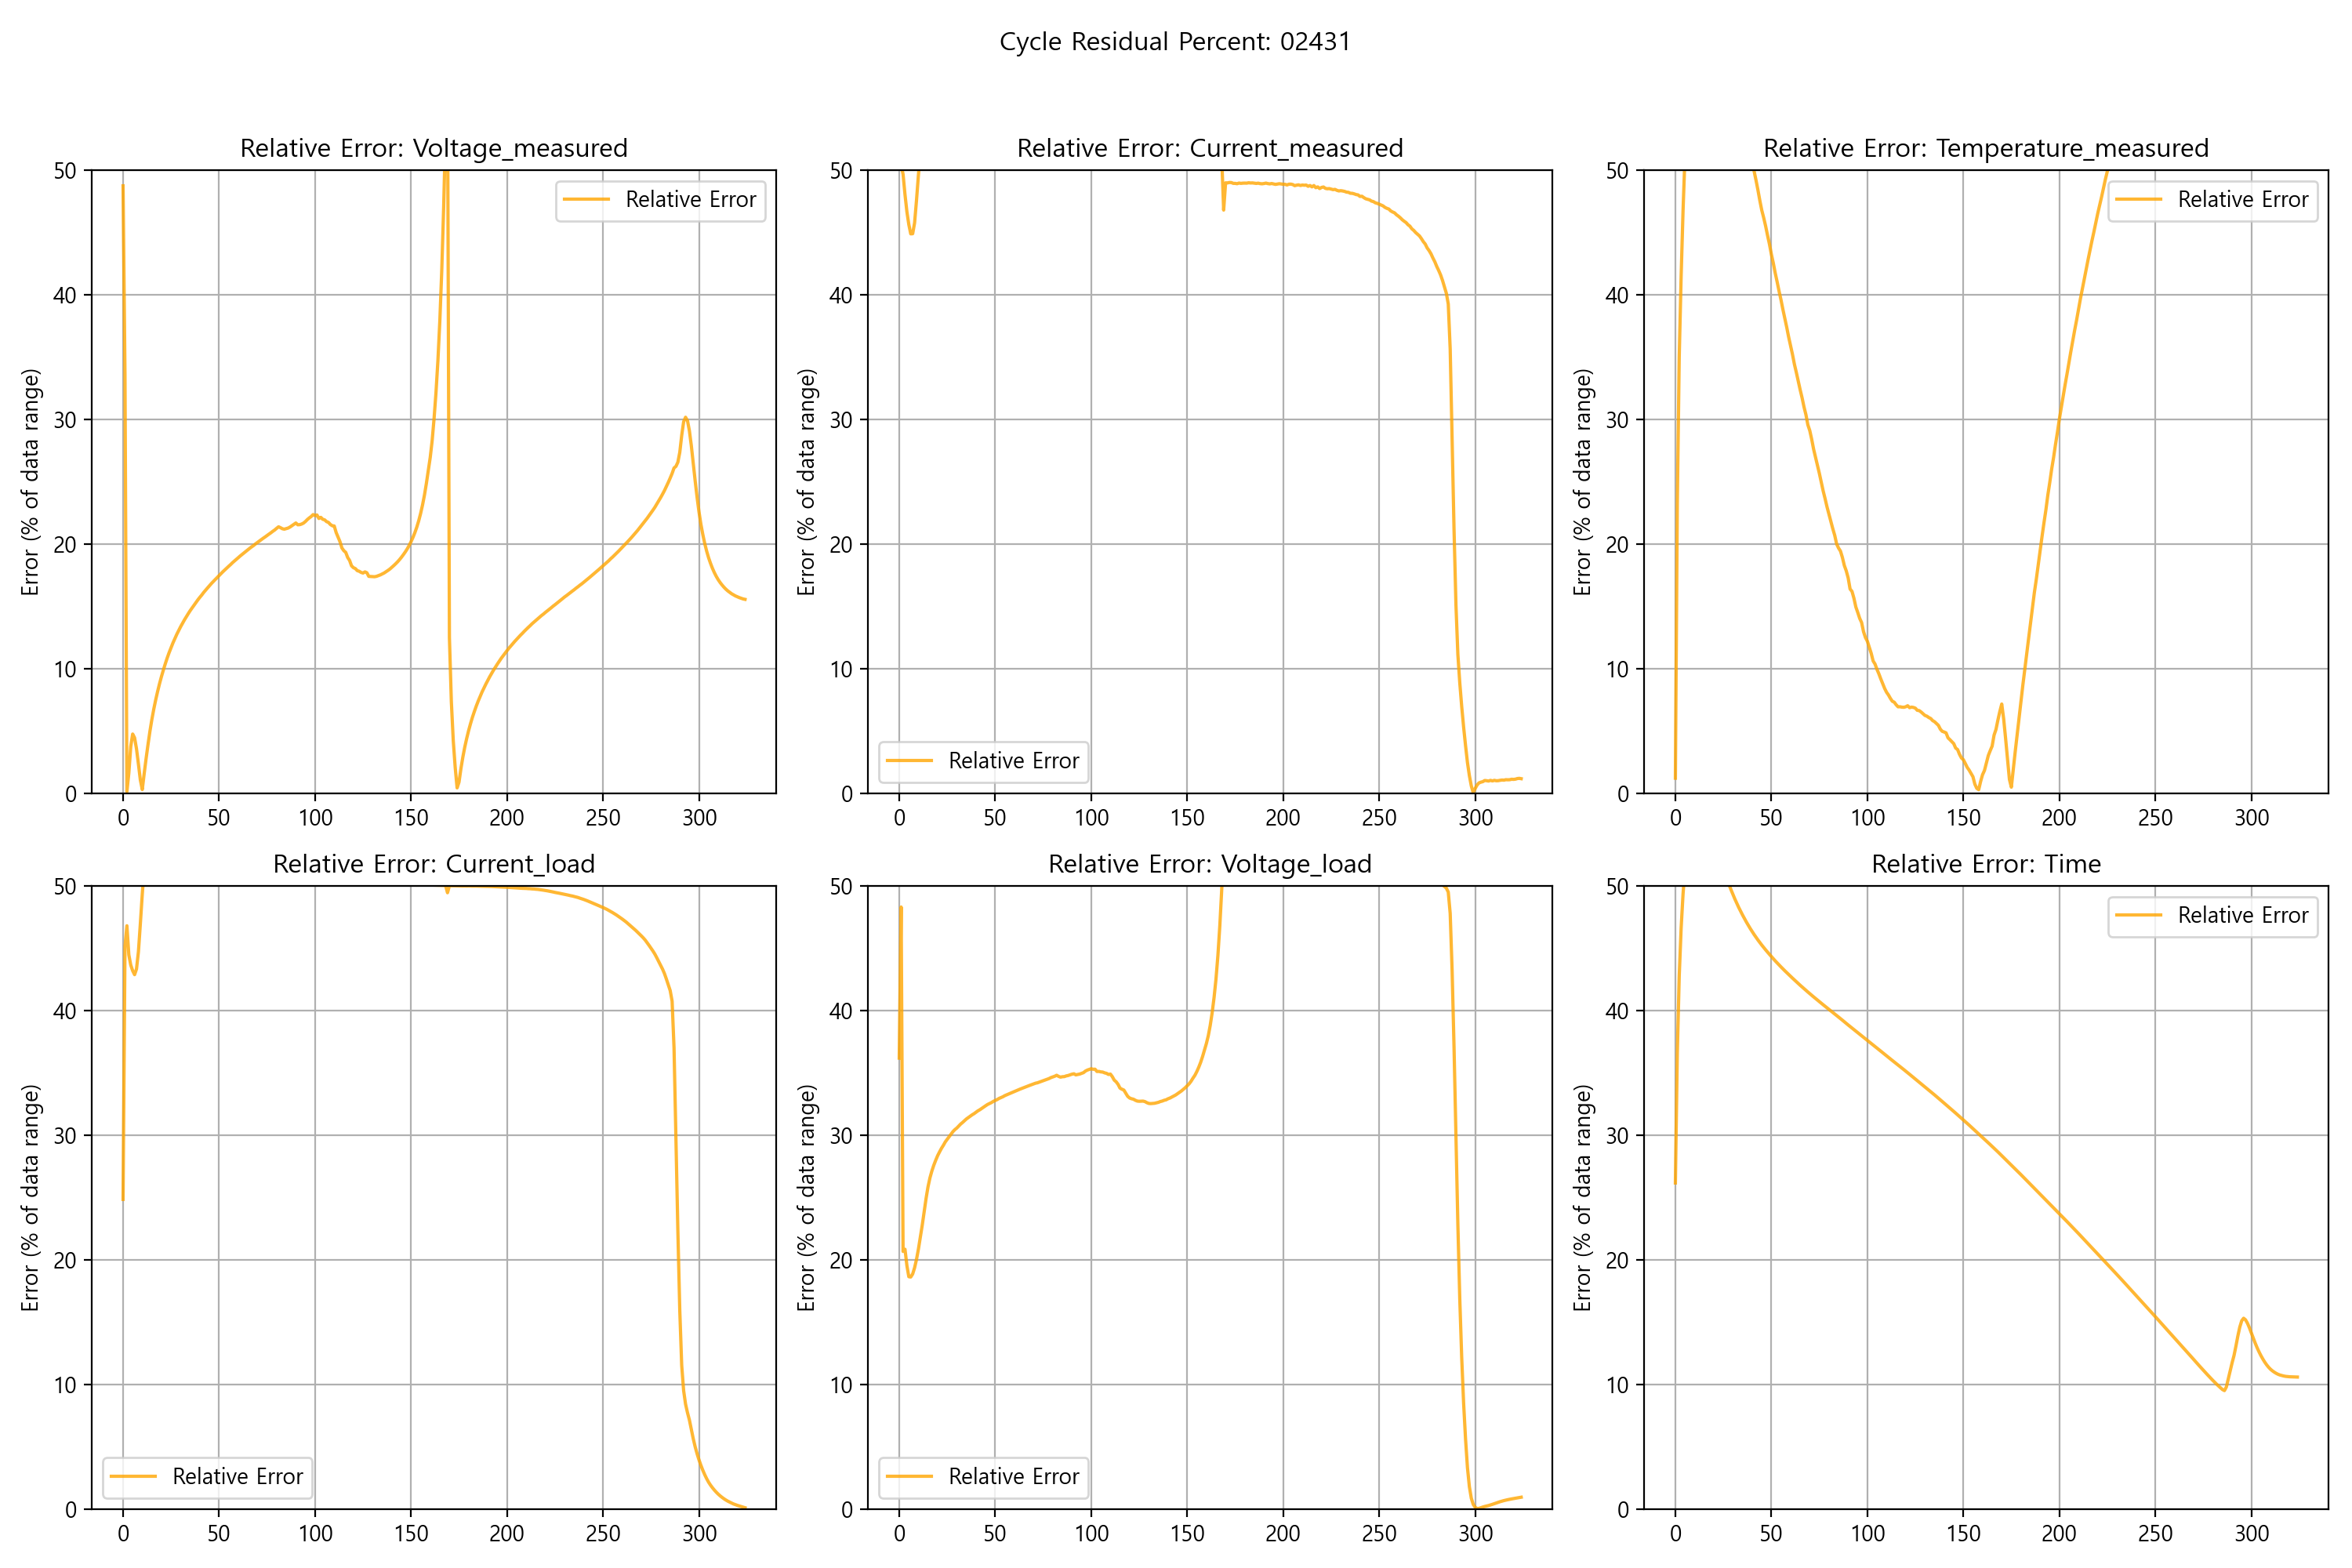 Cycle Residual Percent: 02431
Relative Error: Voltage_measured
Relative Error: Current_measured
Relative Error: Temperature_measured
50
40
30
20
10
0
Error (% of data range)
Relative Error
0 50 100 150 200 250 300
50
40
30
20
10
0
Error (% of data range)
Relative Error
0 50 100 150 200 250 300
50
40
30
20
10
0
Error (% of data range)
Relative Error
0 50 100 150 200 250 300
Relative Error: Current_load
Relative Error: Voltage_load
Relative Error: Time
50
40
30
20
10
0
Error (% of data range)
Relative Error
0 50 100 150 200 250 300
50
40
30
20
10
0
Error (% of data range)
Relative Error
0 50 100 150 200 250 300
50
40
30
20
10
0
Error (% of data range)
Relative Error
0 50 100 150 200 250 300